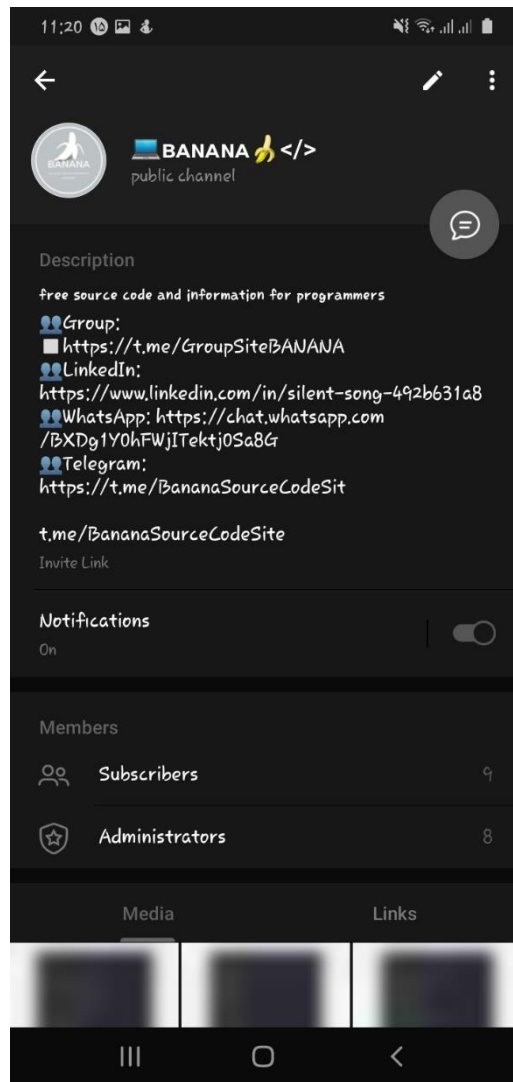 11:20
BANANA
💻BANANA🍌</>
public channel
Description
free source code and information for programmers
👥Group:
◻️https://t.me/GroupSiteBANANA
👥LinkedIn:
https://www.linkedin.com/in/silent-song-492b631a8
👥WhatsApp: https://chat.whatsapp.com
/BXDg1Y0hFWjITektj0Sa8G
👥Telegram:
https://t.me/BananaSourceCodeSit
t.me/BananaSourceCodeSite
Invite Link
Notifications
On
Members
Subscribers 9
Administrators 8
Media Links